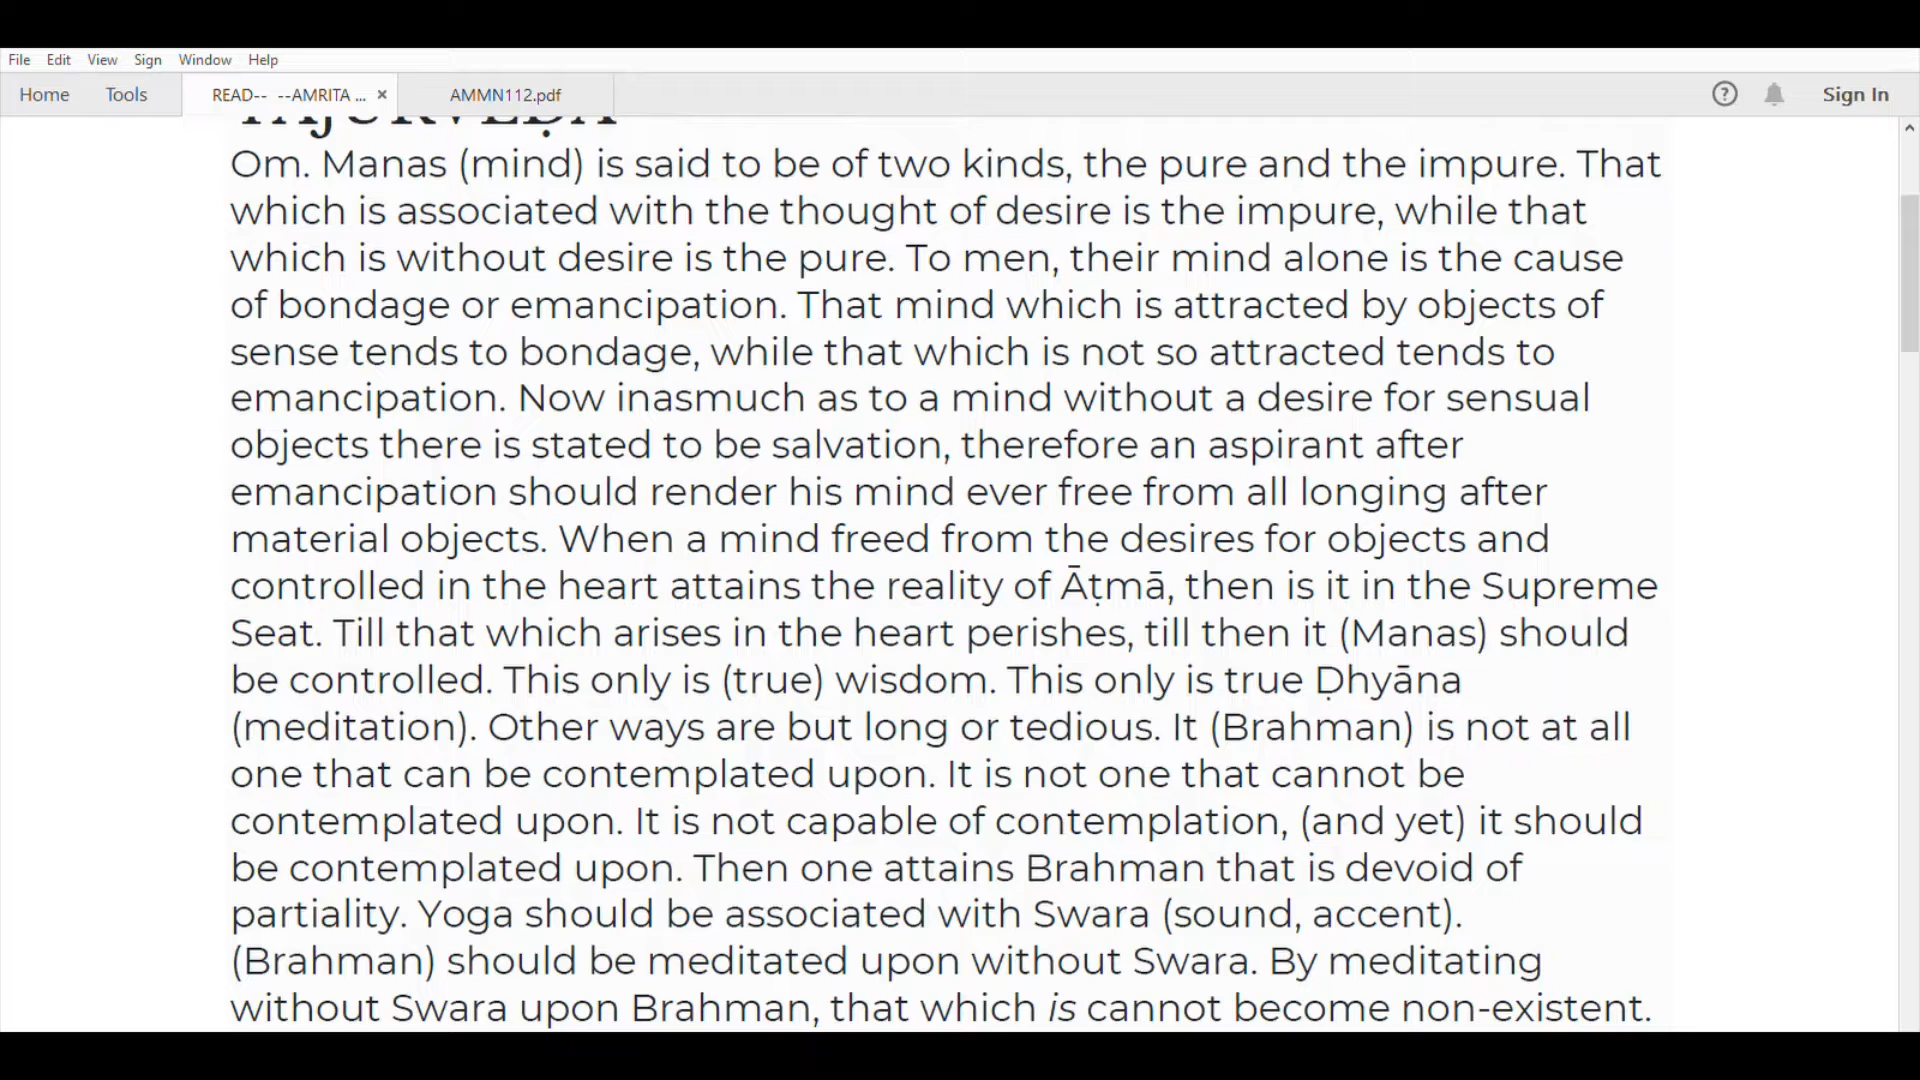 File Edit View Sign Window Help
Home Tools READ-- --AMRITA ... × AMMN112.pdf ? Sign In
YAJURVEḌA
Om. Manas (mind) is said to be of two kinds, the pure and the impure. That
which is associated with the thought of desire is the impure, while that
which is without desire is the pure. To men, their mind alone is the cause
of bondage or emancipation. That mind which is attracted by objects of
sense tends to bondage, while that which is not so attracted tends to
emancipation. Now inasmuch as to a mind without a desire for sensual
objects there is stated to be salvation, therefore an aspirant after
emancipation should render his mind ever free from all longing after
material objects. When a mind freed from the desires for objects and
controlled in the heart attains the reality of Āṭmā, then is it in the Supreme
Seat. Till that which arises in the heart perishes, till then it (Manas) should
be controlled. This only is (true) wisdom. This only is true Ḍhyāna
(meditation). Other ways are but long or tedious. It (Brahman) is not at all
one that can be contemplated upon. It is not one that cannot be
contemplated upon. It is not capable of contemplation, (and yet) it should
be contemplated upon. Then one attains Brahman that is devoid of
partiality. Yoga should be associated with Swara (sound, accent).
(Brahman) should be meditated upon without Swara. By meditating
without Swara upon Brahman, that which is cannot become non-existent.